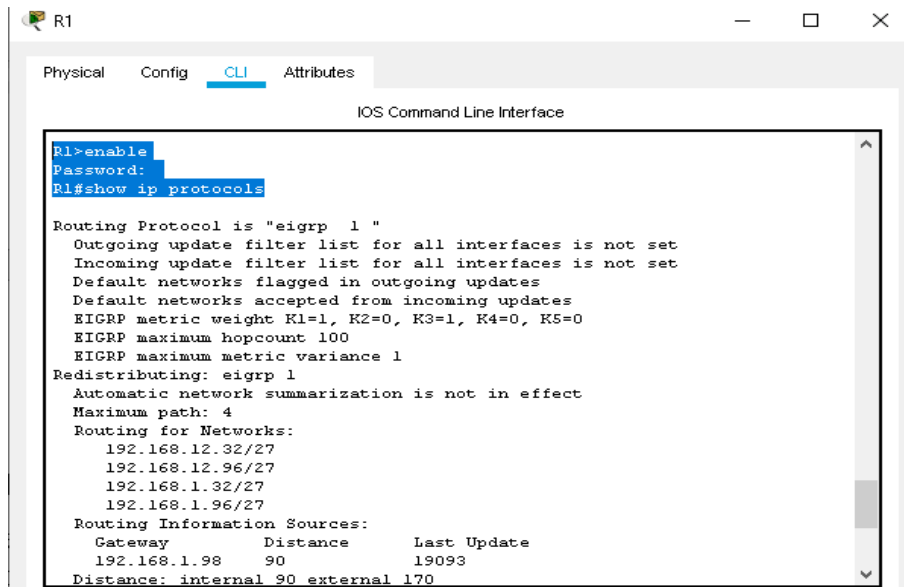 R1
Physical Config CLI Attributes
IOS Command Line Interface
R1>enable
Password:
R1#show ip protocols
Routing Protocol is "eigrp  1 "
  Outgoing update filter list for all interfaces is not set
  Incoming update filter list for all interfaces is not set
  Default networks flagged in outgoing updates
  Default networks accepted from incoming updates
  EIGRP metric weight K1=1, K2=0, K3=1, K4=0, K5=0
  EIGRP maximum hopcount 100
  EIGRP maximum metric variance 1
Redistributing: eigrp 1
  Automatic network summarization is not in effect
  Maximum path: 4
  Routing for Networks:
     192.168.12.32/27
     192.168.12.96/27
     192.168.1.32/27
     192.168.1.96/27
  Routing Information Sources:
    Gateway         Distance      Last Update
    192.168.1.98    90            19093
  Distance: internal 90 external 170